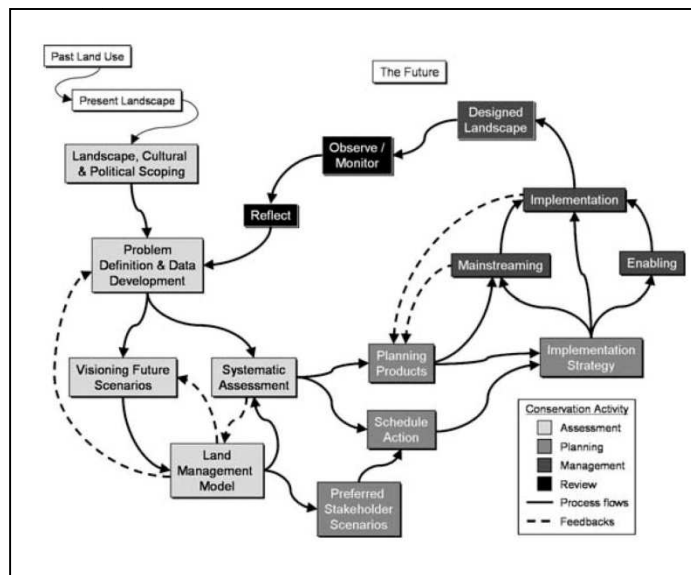 Past Land Use
Present Landscape
The Future
Landscape, Cultural
& Political Scoping
Designed
Landscape
Observe /
Monitor
Reflect
Implementation
Problem
Definition & Data
Development
Mainstreaming
Enabling
Visioning Future
Scenarios
Systematic
Assessment
Planning
Products
Implementation
Strategy
Schedule
Action
Land
Management
Model
Preferred
Stakeholder
Scenarios
Conservation Activity
Assessment
Planning
Management
Review
Process flows
Feedbacks